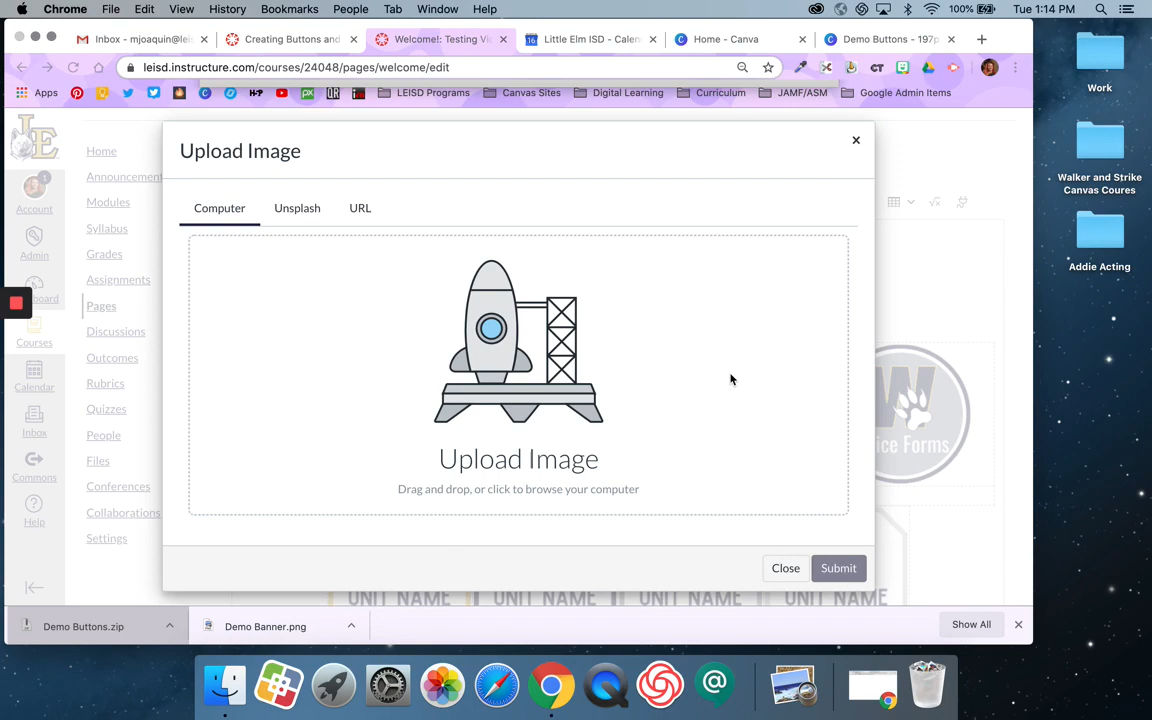 Chrome File Edit View History Bookmarks People Tab Window Help 100% Tue 1:14 PM
Inbox - mjoaquin@lei Creating Buttons and Welcome!: Testing Vi Little Elm ISD - Calen Home - Canva Demo Buttons - 197p
leisd.instructure.com/courses/24048/pages/welcome/edit
Apps LEISD Programs Canvas Sites Digital Learning Curriculum JAMF/ASM Google Admin Items
Work
Walker and Strike
Canvas Coures
Addie Acting
LE
1
Account
Admin
board
Courses
Calendar
Inbox
Commons
Help
Home
Announcement
Modules
Syllabus
Grades
Assignments
Pages
Discussions
Outcomes
Rubrics
Quizzes
People
Files
Conferences
Collaborations
Settings
Upload Image
Computer Unsplash URL
Upload Image
Drag and drop, or click to browse your computer
Close Submit
W
ice Forms
UNIT NAME UNIT NAME UNIT NAME UNIT NAME
Demo Buttons.zip Demo Banner.png Show All